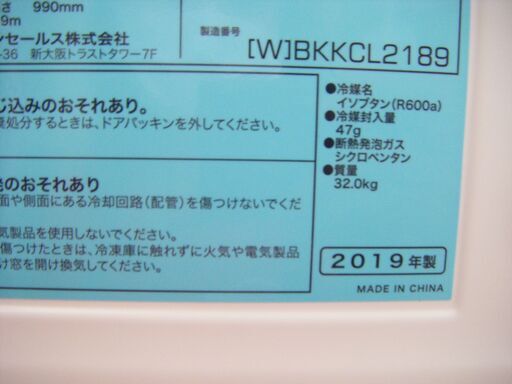 さ 990mm
9m
ンセールス株式会社
-36 新大阪トラストタワー7F
製造番号
[W]BKKCL2189
じ込みのおそれあり。
処分するときは、ドアパッキンを外してください。
のおそれあり
面や側面にある冷却回路(配管)を傷つけないでくだ
気製品を使用しないでください。
傷つけたときは、冷凍庫に触れずに火気や電気製品
け窓を開け換気してください。
●冷媒名
イソブタン(R600a)
●冷媒封入量
47g
●断熱発泡ガス
シクロペンタン
●質量
32.0kg
2019年製
MADE IN CHINA